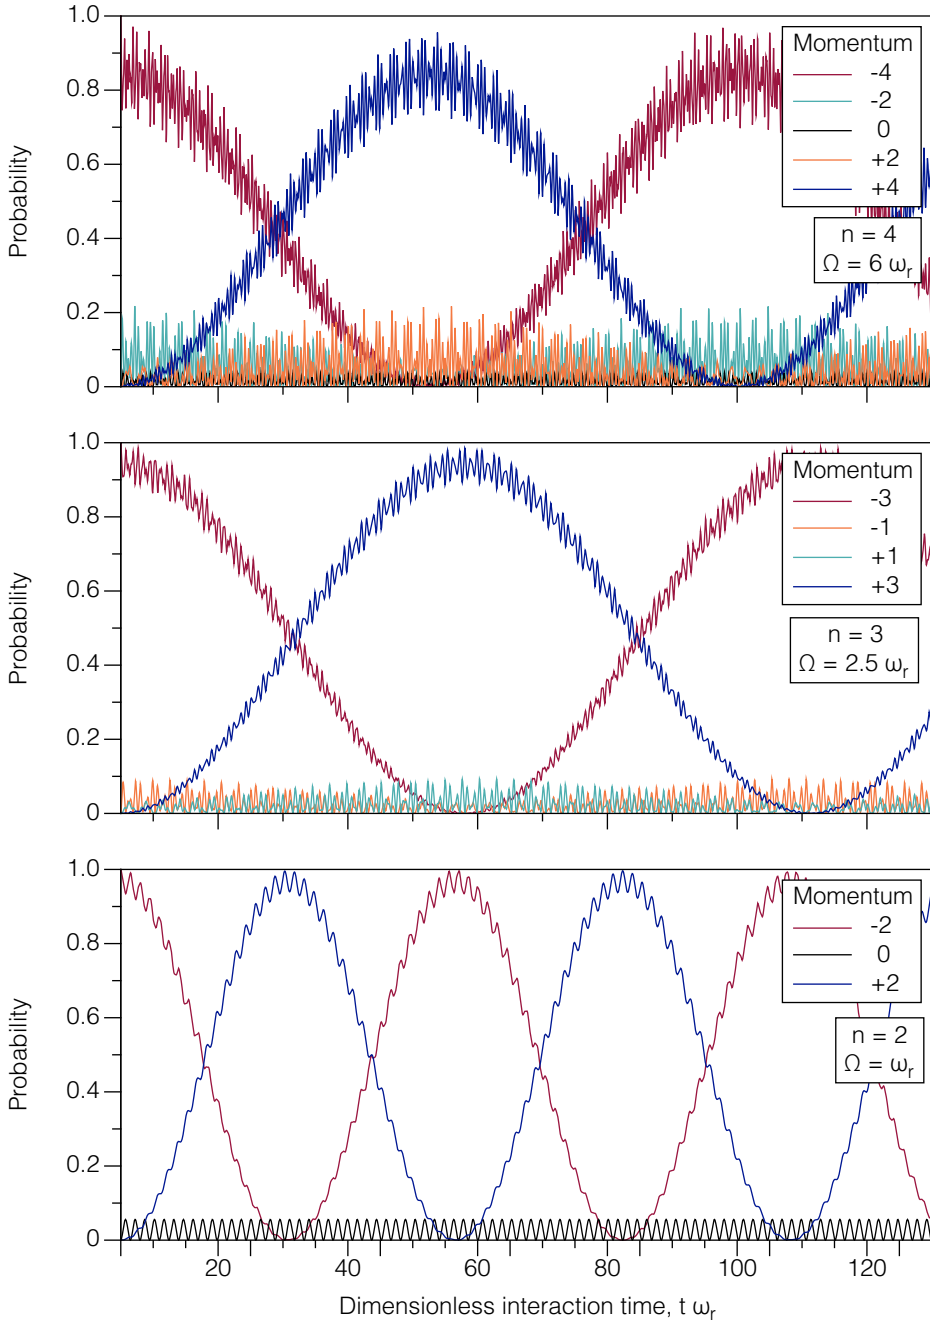 1.0
0.8
0.6
0.4
0.2
0
Probability
Momentum
-4
-2
0
+2
+4
n = 4
Ω = 6 ωr
1.0
0.8
0.6
0.4
0.2
0
Probability
Momentum
-3
-1
+1
+3
n = 3
Ω = 2.5 ωr
1.0
0.8
0.6
0.4
0.2
0
Probability
Momentum
-2
0
+2
n = 2
Ω = ωr
20 40 60 80 100 120
Dimensionless interaction time, t ωr